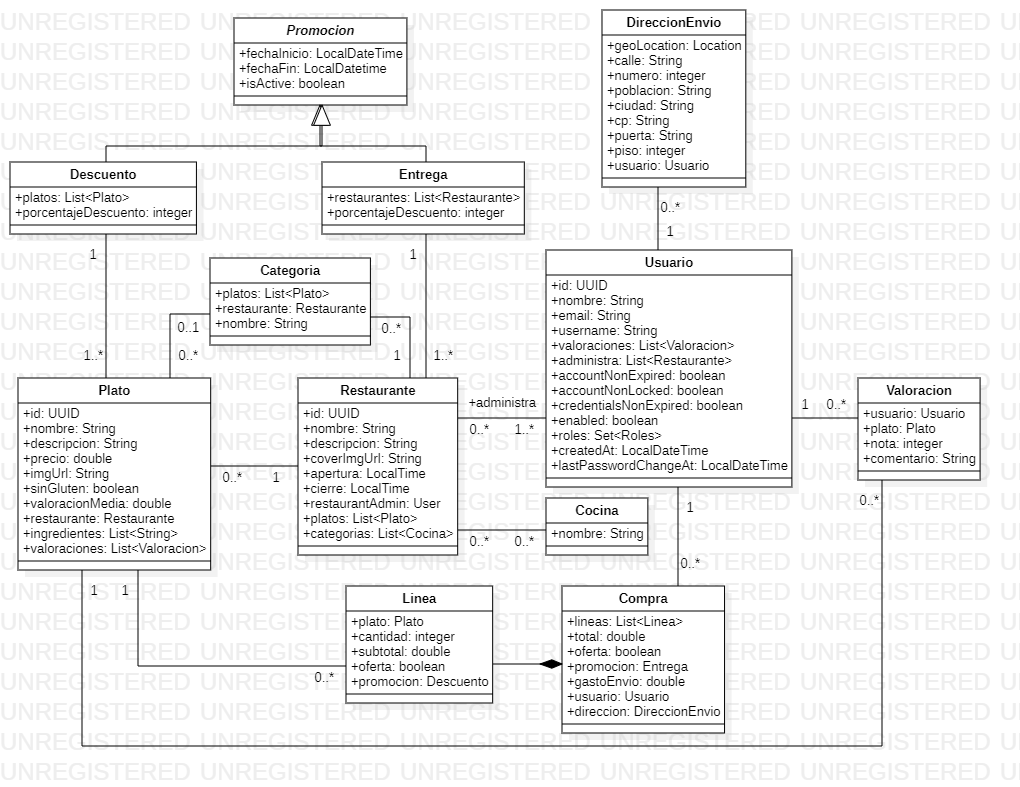 Promocion
+fechaInicio: LocalDateTime
+fechaFin: LocalDatetime
+isActive: boolean
DireccionEnvio
+geoLocation: Location
+calle: String
+numero: integer
+poblacion: String
+ciudad: String
+cp: String
+puerta: String
+piso: integer
+usuario: Usuario
Descuento
+platos: List<Plato>
+porcentajeDescuento: integer
Entrega
+restaurantes: List<Restaurante>
+porcentajeDescuento: integer
0..*
1
1
1
Categoria
+platos: List<Plato>
+restaurante: Restaurante
+nombre: String
0..1
0..*
0..*
1
1..*
1..*
Usuario
+id: UUID
+nombre: String
+email: String
+username: String
+valoraciones: List<Valoracion>
+administra: List<Restaurante>
+accountNonExpired: boolean
+accountNonLocked: boolean
+credentialsNonExpired: boolean
+enabled: boolean
+roles: Set<Roles>
+createdAt: LocalDateTime
+lastPasswordChangeAt: LocalDateTime
Plato
+id: UUID
+nombre: String
+descripcion: String
+precio: double
+imgUrl: String
+sinGluten: boolean
+valoracionMedia: double
+restaurante: Restaurante
+ingredientes: List<String>
+valoraciones: List<Valoracion>
0..*
1
Restaurante
+id: UUID
+nombre: String
+descripcion: String
+coverImgUrl: String
+apertura: LocalTime
+cierre: LocalTime
+restaurantAdmin: User
+platos: List<Plato>
+categorias: List<Cocina>
+administra
0..*
1..*
1
0..*
Valoracion
+usuario: Usuario
+plato: Plato
+nota: integer
+comentario: String
0..*
Cocina
+nombre: String
0..*
0..*
1
0..*
1
1
Linea
+plato: Plato
+cantidad: integer
+subtotal: double
+oferta: boolean
+promocion: Descuento
0..*
Compra
+lineas: List<Linea>
+total: double
+oferta: boolean
+promocion: Entrega
+gastoEnvio: double
+usuario: Usuario
+direccion: DireccionEnvio
UNREGISTERED UNREGISTERED UNREGISTERED UNREGISTERED UNREGISTERED UN